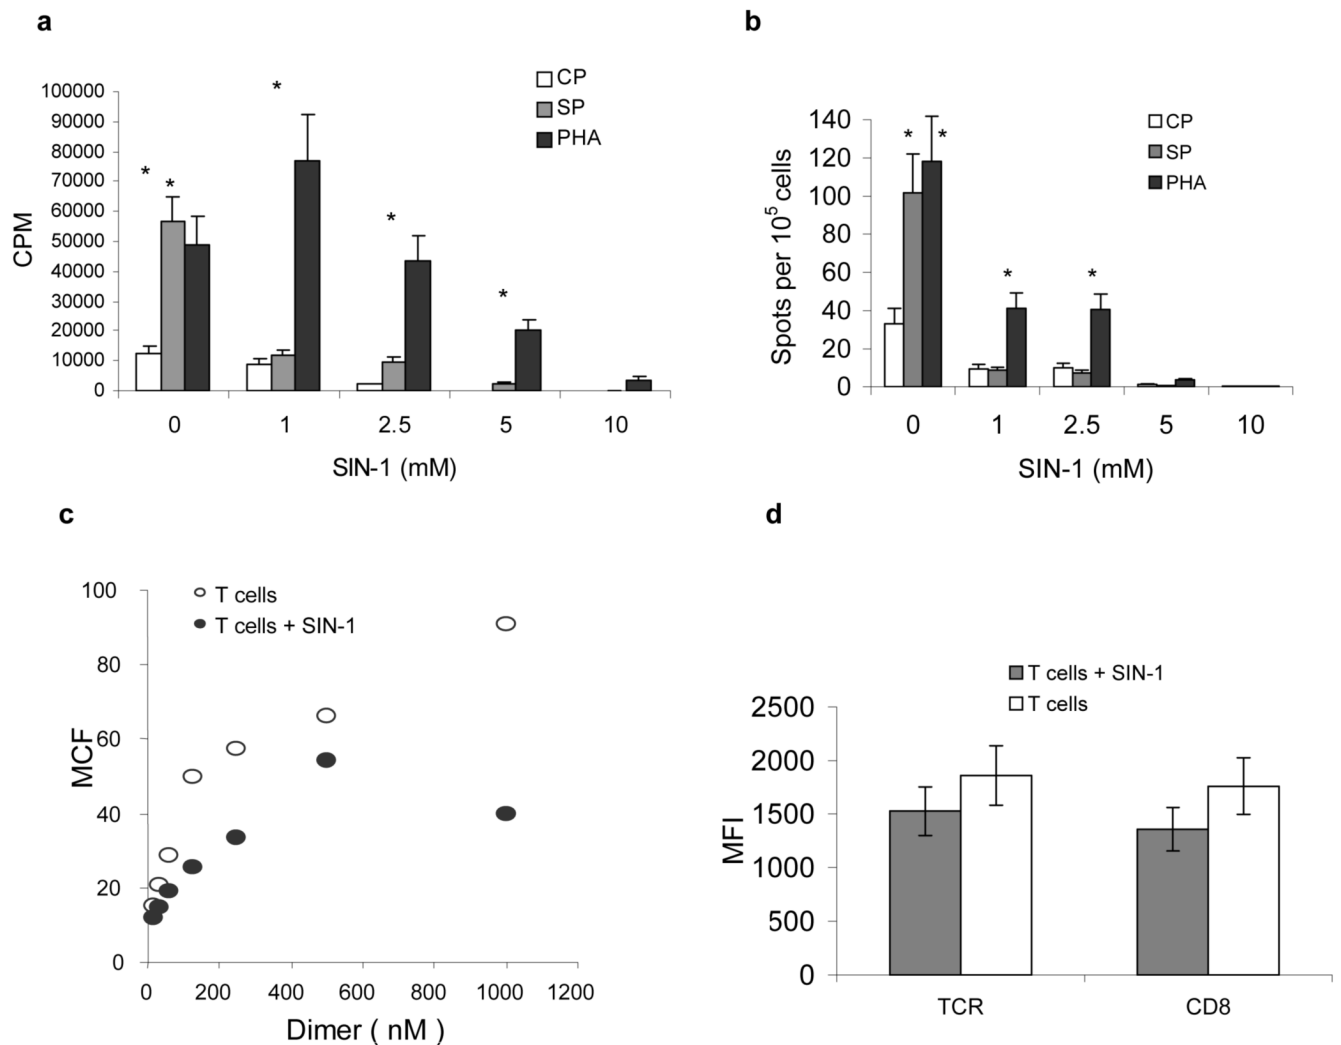 a
CP
SP
PHA
*
* *
*
*
100000
90000
80000
70000
60000
50000
40000
30000
20000
10000
0
CPM
0 1 2.5 5 10
SIN-1 (mM)
b
CP
SP
PHA
* *
* *
140
120
100
80
60
40
20
0
Spots per 10⁵ cells
0 1 2.5 5 10
SIN-1 (mM)
c
T cells
T cells + SIN-1
100
80
60
40
20
0
MCF
0 200 400 600 800 1000 1200
Dimer ( nM )
d
T cells + SIN-1
T cells
2500
2000
1500
1000
500
0
MFI
TCR CD8